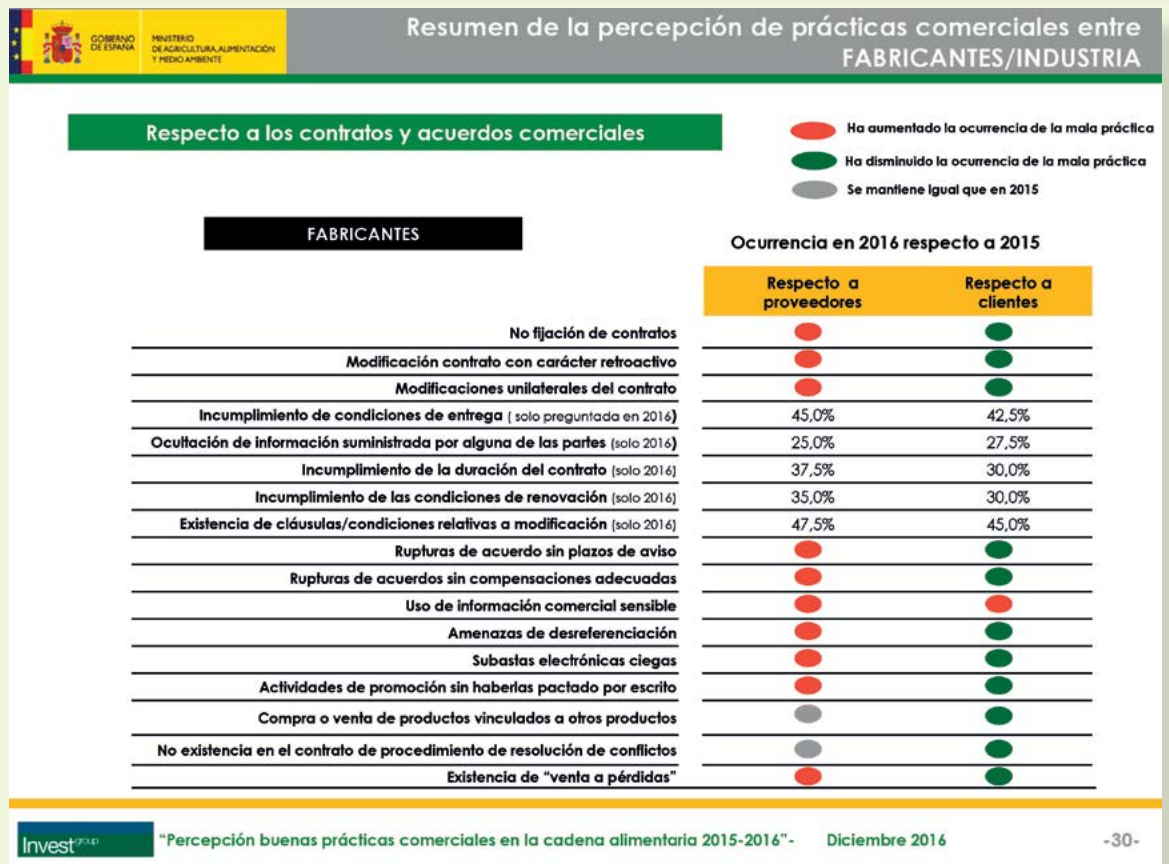 GOBIERNO
DE ESPAÑA
MINISTERIO
DE AGRICULTURA, ALIMENTACIÓN
Y MEDIO AMBIENTE
Resumen de la percepción de prácticas comerciales entre
FABRICANTES/INDUSTRIA
Respecto a los contratos y acuerdos comerciales
Ha aumentado la ocurrencia de la mala práctica
Ha disminuido la ocurrencia de la mala práctica
Se mantiene igual que en 2015
FABRICANTES
Ocurrencia en 2016 respecto a 2015
Respecto a
proveedores
Respecto a
clientes
No fijación de contratos
Modificación contrato con carácter retroactivo
Modificaciones unilaterales del contrato
Incumplimiento de condiciones de entrega ( solo preguntada en 2016) 45,0% 42,5%
Ocultación de información suministrada por alguna de las partes (solo 2016) 25,0% 27,5%
Incumplimiento de la duración del contrato (solo 2016) 37,5% 30,0%
Incumplimiento de las condiciones de renovación (solo 2016) 35,0% 30,0%
Existencia de cláusulas/condiciones relativas a modificación (solo 2016) 47,5% 45,0%
Rupturas de acuerdo sin plazos de aviso
Rupturas de acuerdos sin compensaciones adecuadas
Uso de información comercial sensible
Amenazas de desreferenciación
Subastas electrónicas ciegas
Actividades de promoción sin haberlas pactado por escrito
Compra o venta de productos vinculados a otros productos
No existencia en el contrato de procedimiento de resolución de conflictos
Existencia de “venta a pérdidas”
Invest group
“Percepción buenas prácticas comerciales en la cadena alimentaria 2015-2016”- Diciembre 2016 -30-